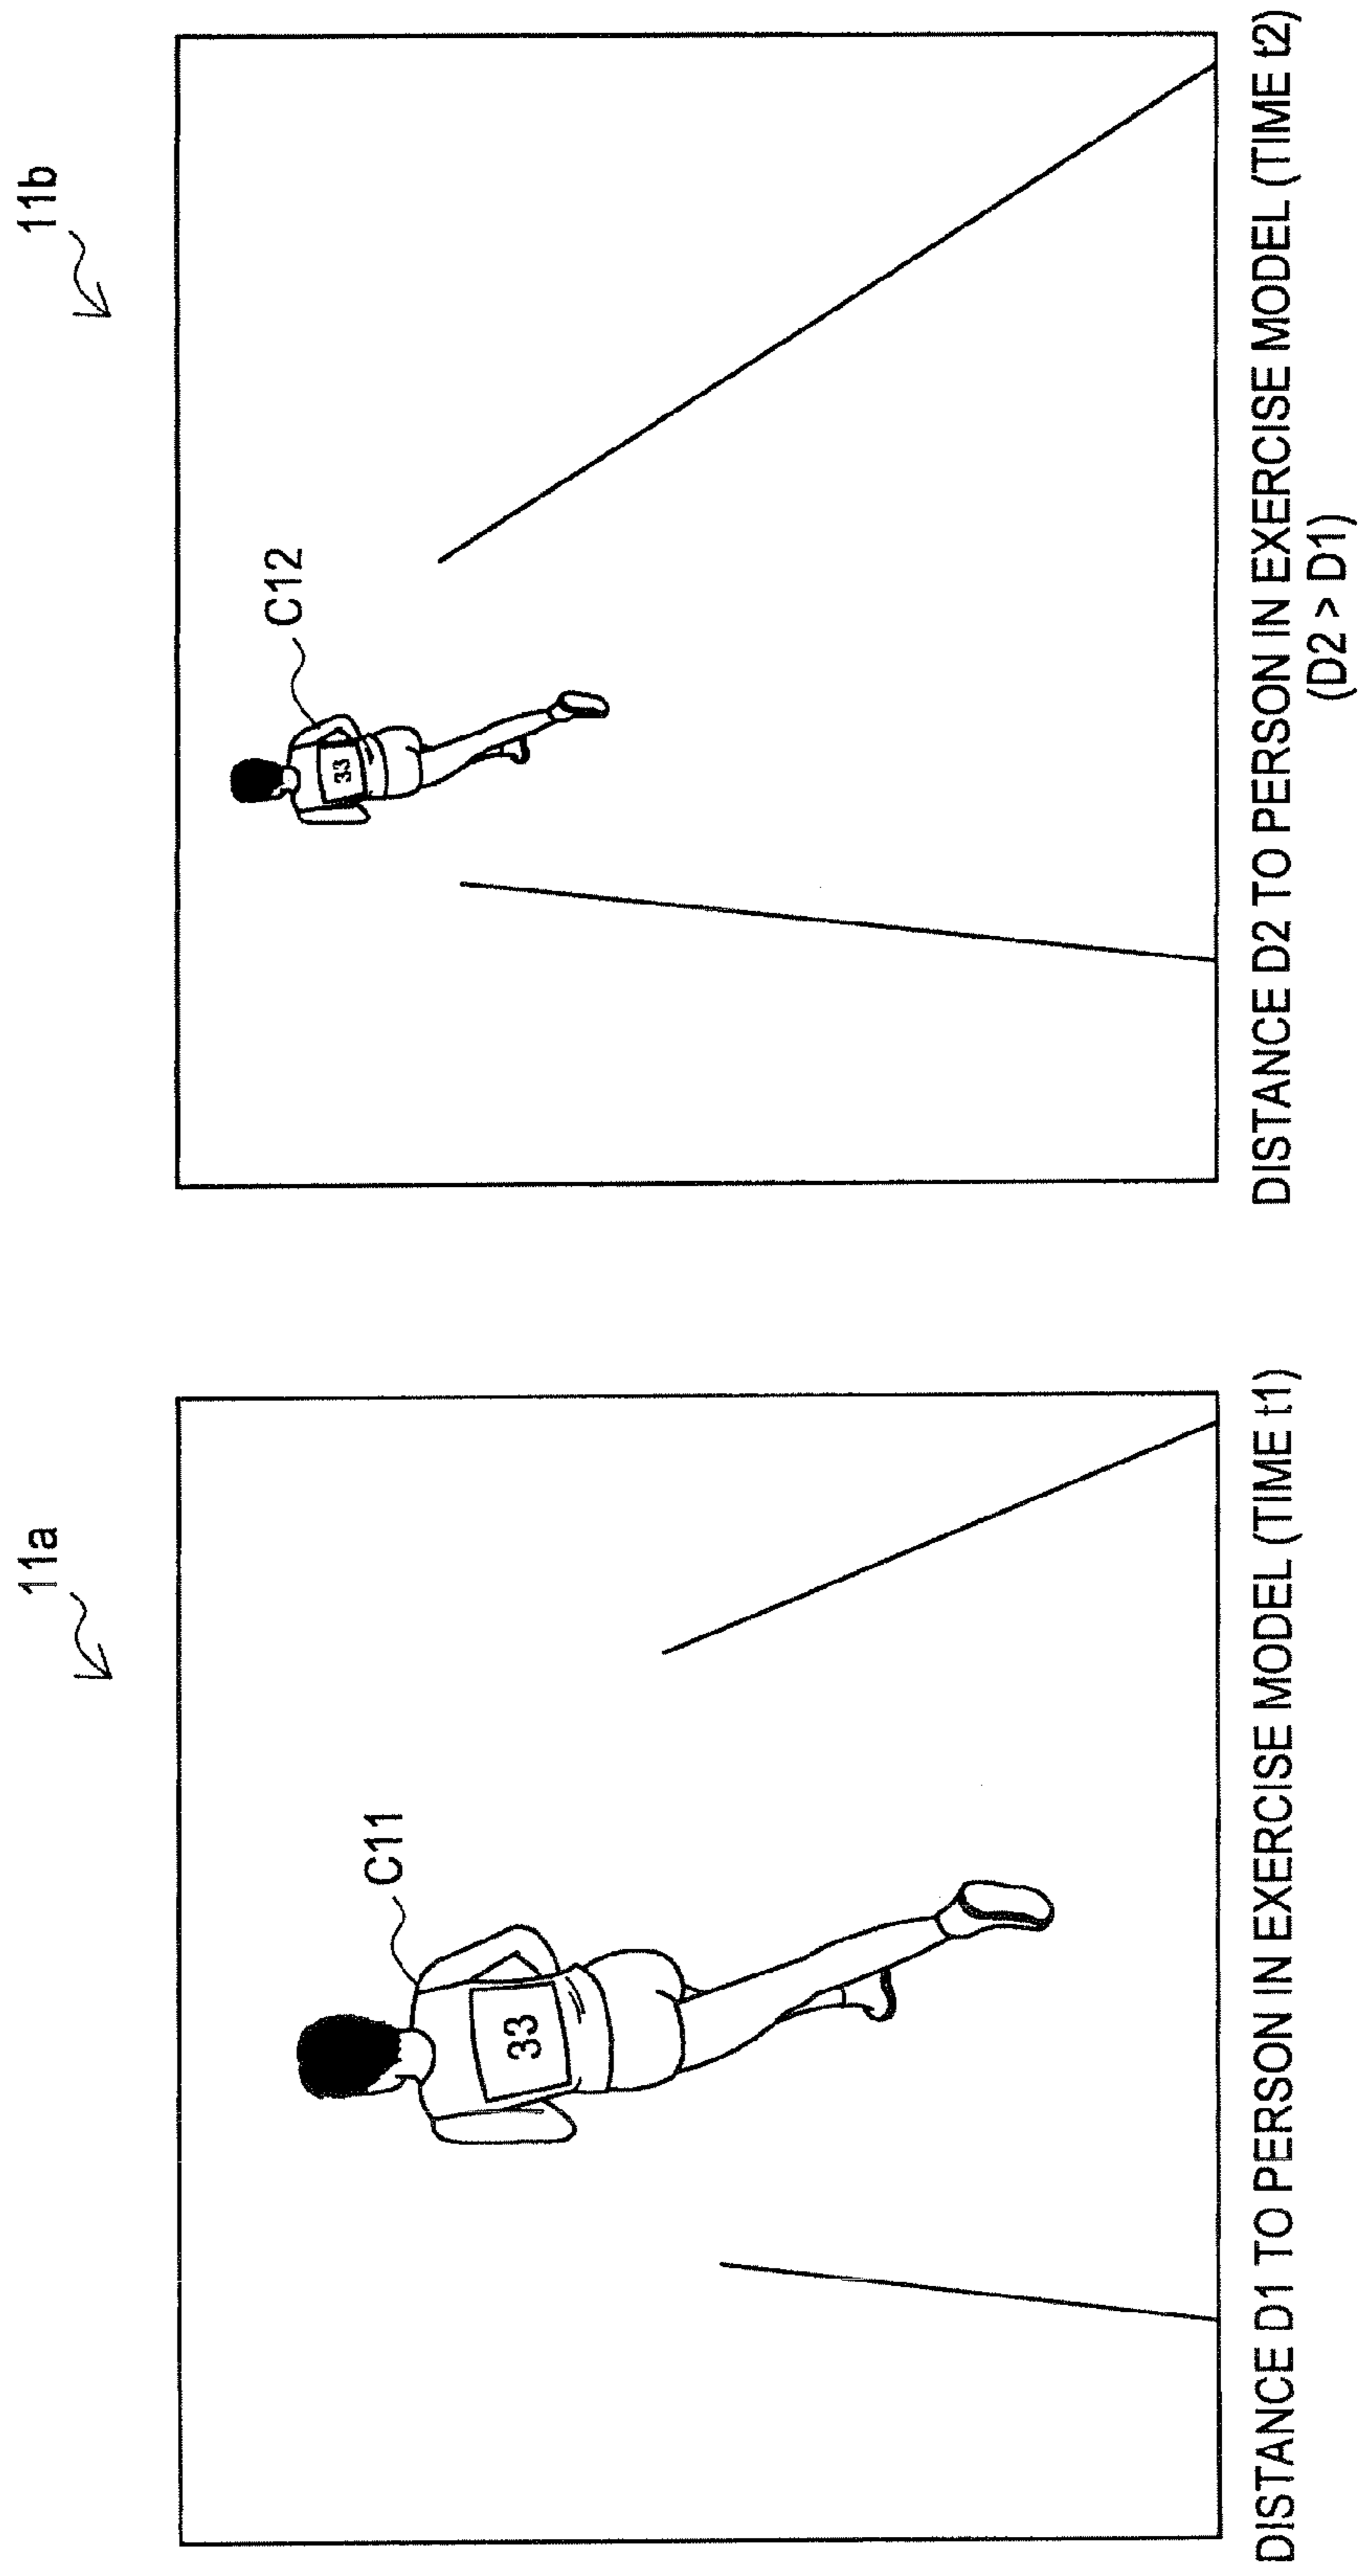 11a
C11
33
DISTANCE D1 TO PERSON IN EXERCISE MODEL (TIME t1)
11b
C12
33
DISTANCE D2 TO PERSON IN EXERCISE MODEL (TIME t2)
(D2 > D1)